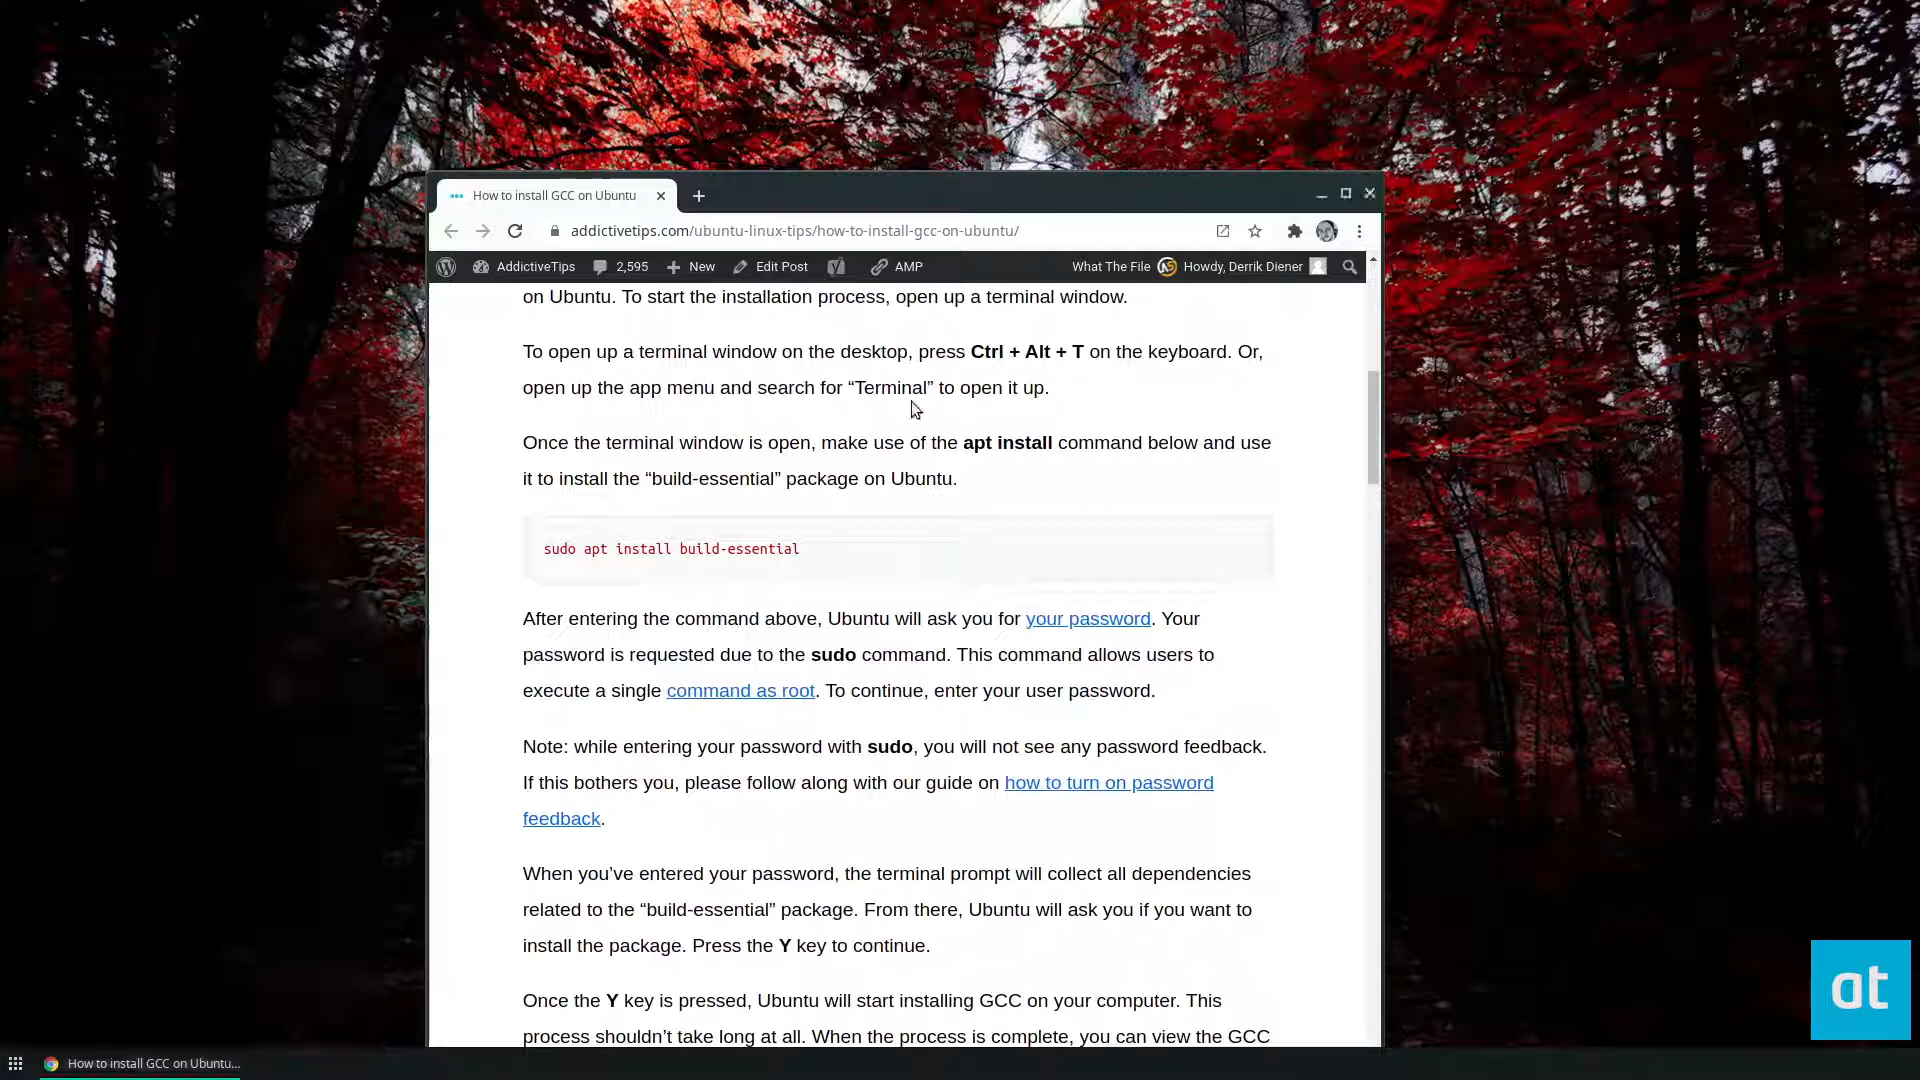 How to install GCC on Ubuntu
addictivetips.com/ubuntu-linux-tips/how-to-install-gcc-on-ubuntu/
AddictiveTips 2,595 New Edit Post AMP What The File Howdy, Derrik Diener
on Ubuntu. To start the installation process, open up a terminal window.
To open up a terminal window on the desktop, press Ctrl + Alt + T on the keyboard. Or,
open up the app menu and search for “Terminal” to open it up.
Once the terminal window is open, make use of the apt install command below and use
it to install the “build-essential” package on Ubuntu.
sudo apt install build-essential
After entering the command above, Ubuntu will ask you for your password. Your
password is requested due to the sudo command. This command allows users to
execute a single command as root. To continue, enter your user password.
Note: while entering your password with sudo, you will not see any password feedback.
If this bothers you, please follow along with our guide on how to turn on password
feedback.
When you’ve entered your password, the terminal prompt will collect all dependencies
related to the “build-essential” package. From there, Ubuntu will ask you if you want to
install the package. Press the Y key to continue.
Once the Y key is pressed, Ubuntu will start installing GCC on your computer. This
process shouldn’t take long at all. When the process is complete, you can view the GCC
at
How to install GCC on Ubuntu...